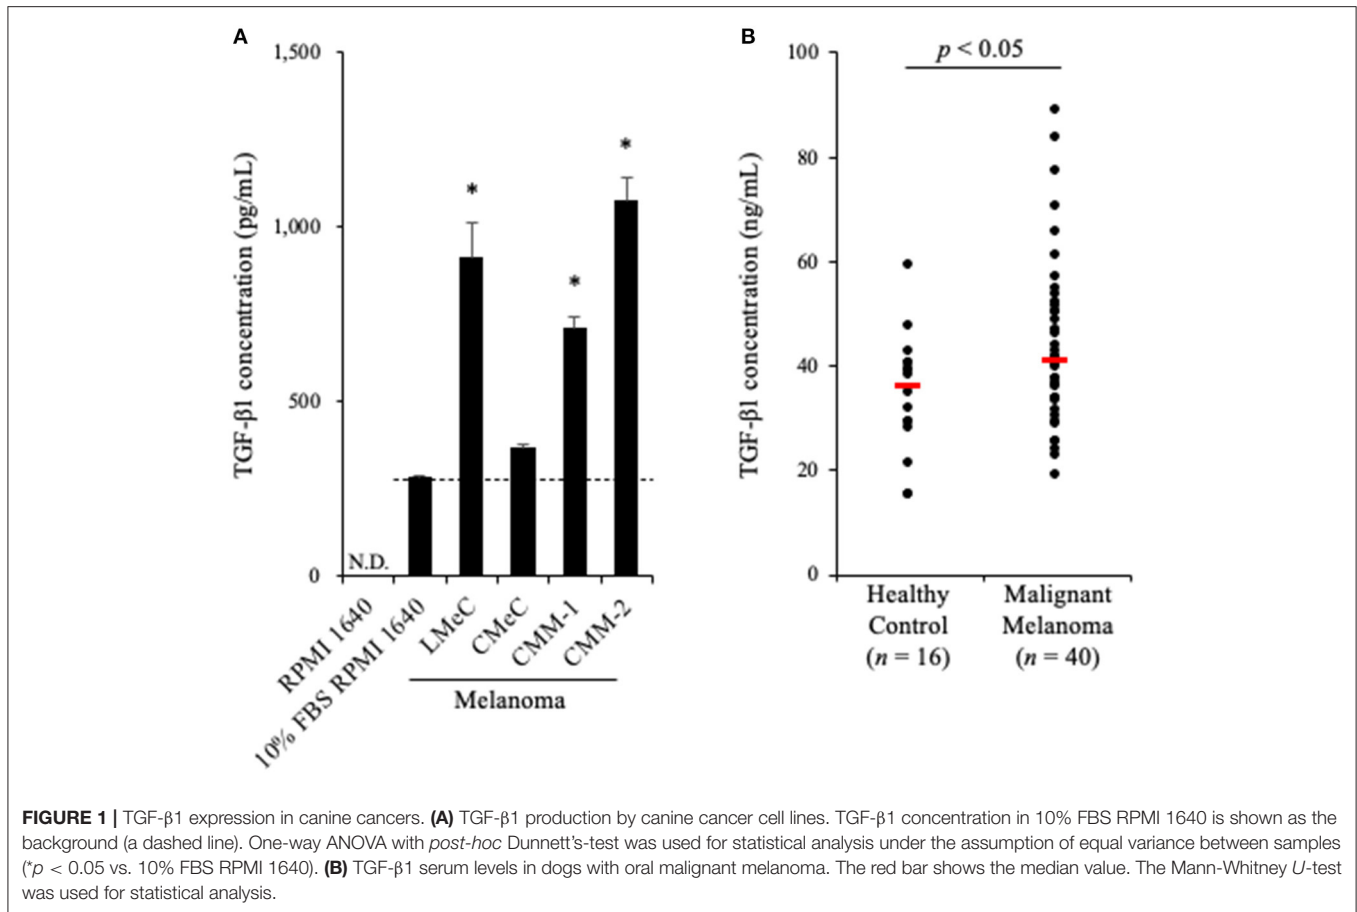 A
1,500
1,000
500
0
TGF-β1 concentration (pg/mL)
N.D.
*
*
*
RPMI 1640
10% FBS RPMI 1640
LMeC
CMeC
CMM-1
CMM-2
Melanoma
B
100
80
60
40
20
0
TGF-β1 concentration (ng/mL)
p < 0.05
Healthy
Control
(n = 16)
Malignant
Melanoma
(n = 40)
FIGURE 1 | TGF-β1 expression in canine cancers. (A) TGF-β1 production by canine cancer cell lines. TGF-β1 concentration in 10% FBS RPMI 1640 is shown as the
background (a dashed line). One-way ANOVA with post-hoc Dunnett's-test was used for statistical analysis under the assumption of equal variance between samples
(*p < 0.05 vs. 10% FBS RPMI 1640). (B) TGF-β1 serum levels in dogs with oral malignant melanoma. The red bar shows the median value. The Mann-Whitney U-test
was used for statistical analysis.